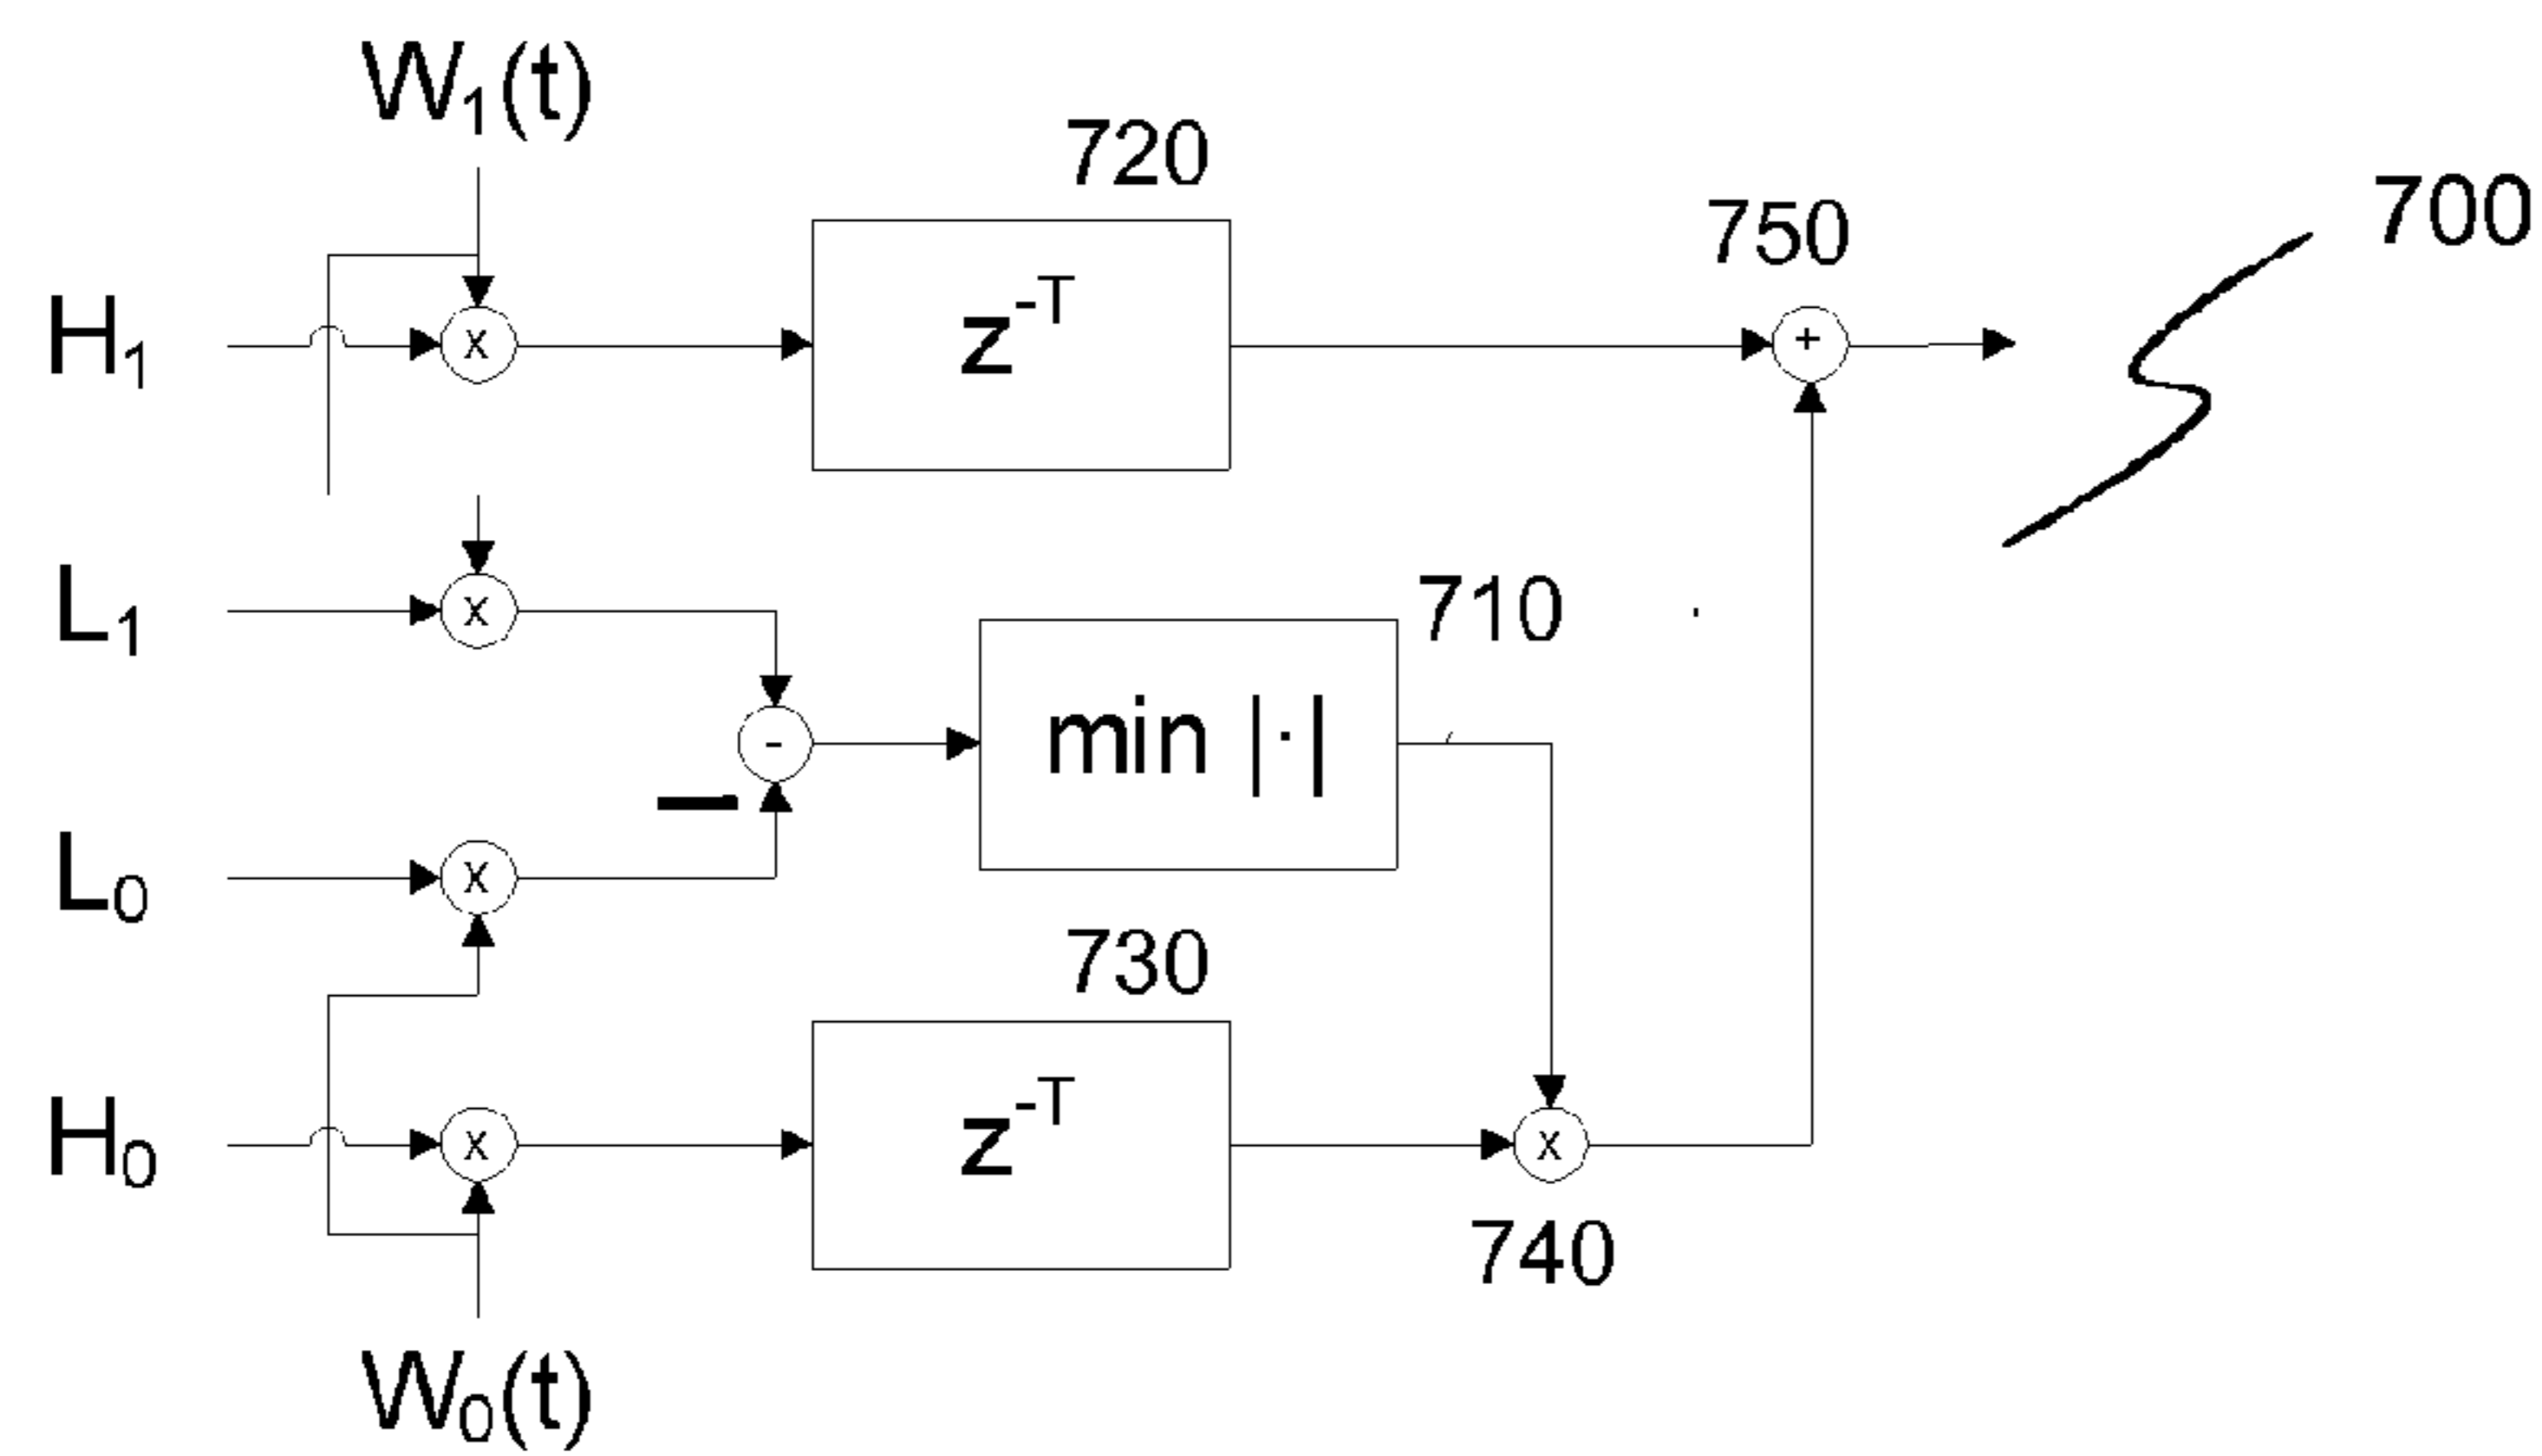 W₁(t)
720
700
750
H₁
x
z⁻ᵀ
+
L₁
x
710
-
min |·|
L₀
x
730
H₀
x
z⁻ᵀ
x
740
W₀(t)